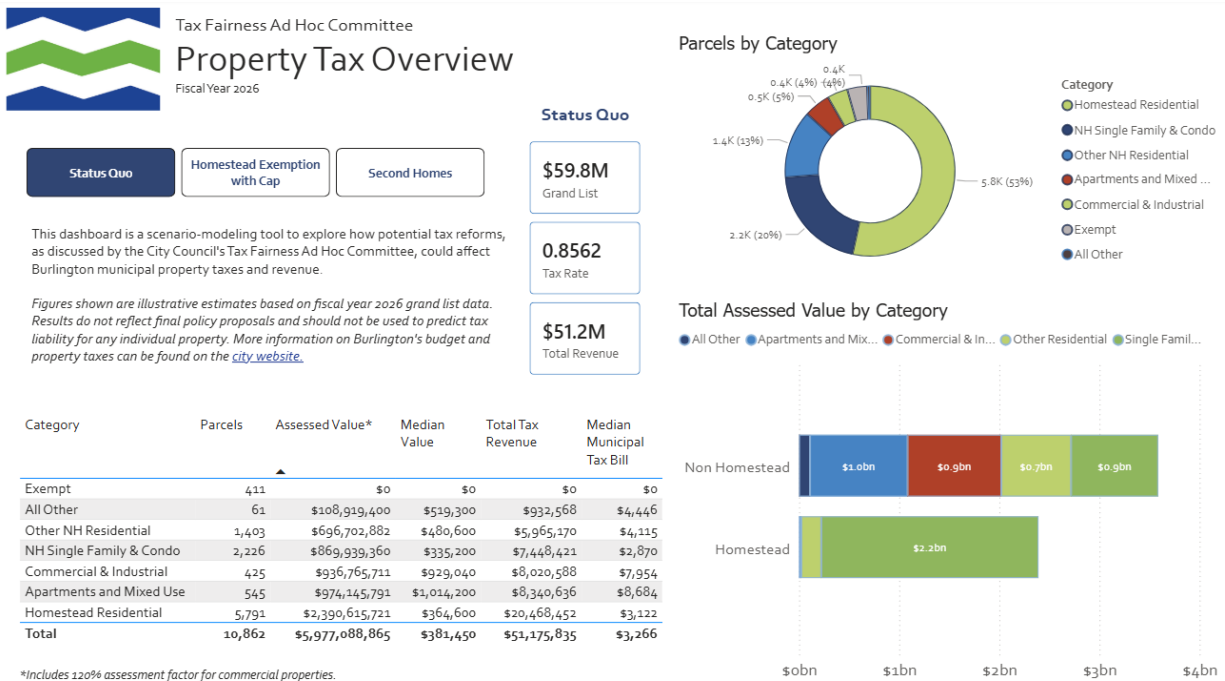 Tax Fairness Ad Hoc Committee
Property Tax Overview
Fiscal Year 2026
Status Quo
Homestead Exemption
with Cap
Second Homes
This dashboard is a scenario-modeling tool to explore how potential tax reforms,
as discussed by the City Council's Tax Fairness Ad Hoc Committee, could affect
Burlington municipal property taxes and revenue.
Figures shown are illustrative estimates based on fiscal year 2026 grand list data.
Results do not reflect final policy proposals and should not be used to predict tax
liability for any individual property. More information on Burlington's budget and
property taxes can be found on the city website.
Status Quo
$59.8M
Grand List
0.8562
Tax Rate
$51.2M
Total Revenue
Parcels by Category
0.4K
0.4K (4%) (4%)
0.5K (5%)
1.4K (13%)
2.2K (20%)
5.8K (53%)
Category
Homestead Residential
NH Single Family & Condo
Other NH Residential
Apartments and Mixed ...
Commercial & Industrial
Exempt
All Other
Category Parcels Assessed Value* Median Value Total Tax Revenue Median Municipal Tax Bill
Exempt 411 $0 $0 $0 $0
All Other 61 $108,919,400 $519,300 $932,568 $4,446
Other NH Residential 1,403 $696,702,882 $480,600 $5,965,170 $4,115
NH Single Family & Condo 2,226 $869,939,360 $335,200 $7,448,421 $2,870
Commercial & Industrial 425 $936,765,711 $929,040 $8,020,588 $7,954
Apartments and Mixed Use 545 $974,145,791 $1,014,200 $8,340,636 $8,684
Homestead Residential 5,791 $2,390,615,721 $364,600 $20,468,452 $3,122
Total 10,862 $5,977,088,865 $381,450 $51,175,835 $3,266
*Includes 120% assessment factor for commercial properties.
Total Assessed Value by Category
All Other Apartments and Mix... Commercial & In... Other Residential Single Famil...
Non Homestead $1.0bn $0.9bn $0.7bn $0.9bn
Homestead $2.2bn
$0bn $1bn $2bn $3bn $4bn